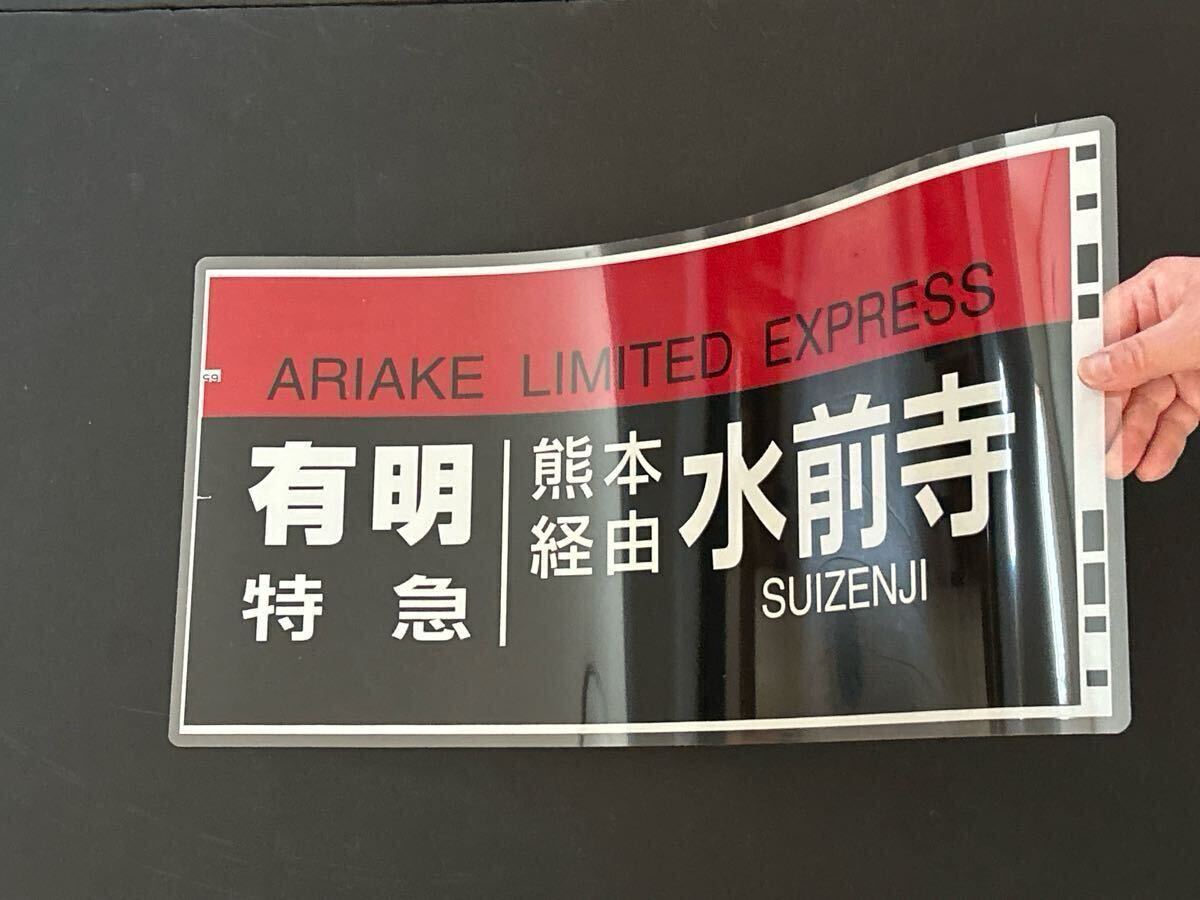 ARIAKE LIMITED EXPRESS
有明
特急
熊本
経由
水前寺
SUIZENJI